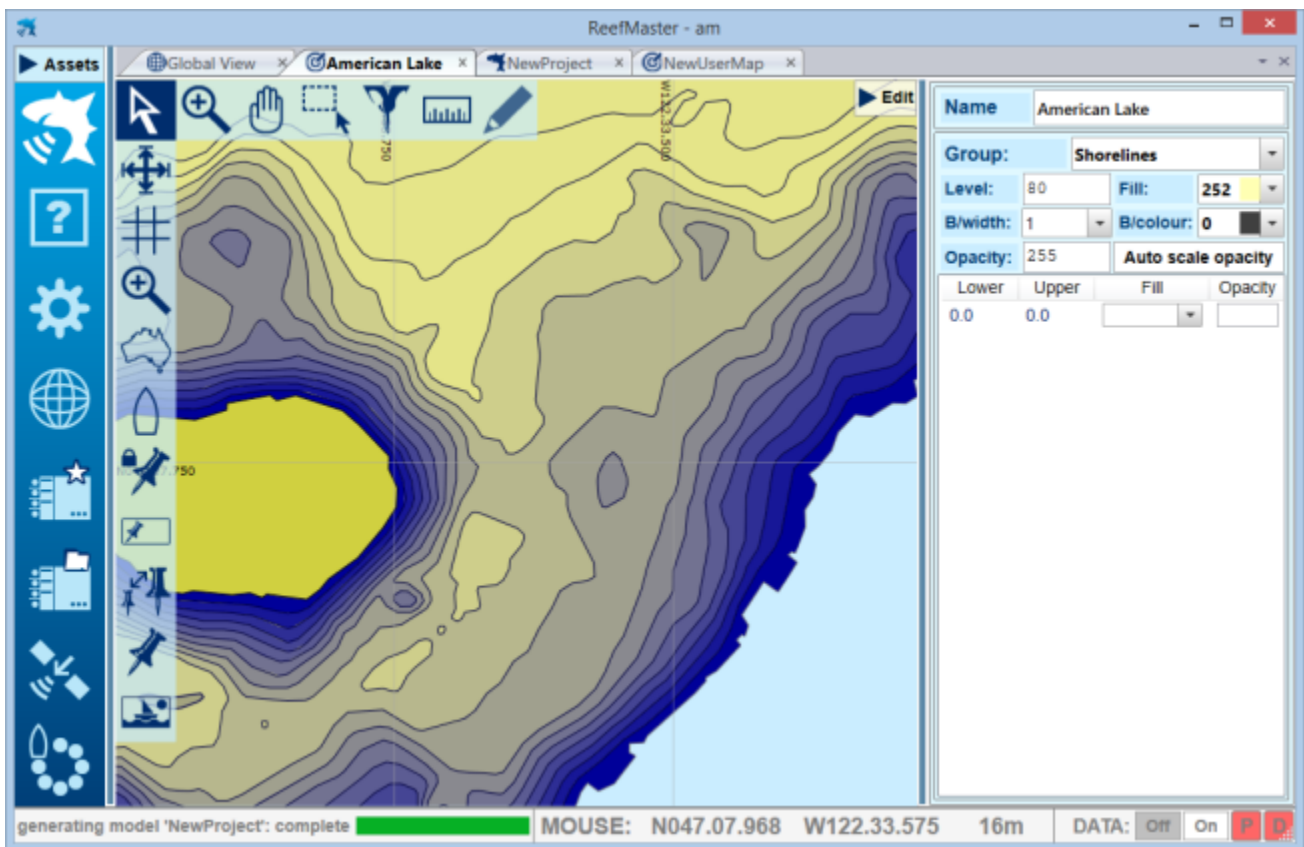 ReefMaster - am
Assets
Global View
American Lake
NewProject
NewUserMap
Edit
.750
W122.33.500
7.750
?
Name American Lake
Group: Shorelines
Level: 80 Fill: 252
B/width: 1 B/colour: 0
Opacity: 255 Auto scale opacity
Lower Upper Fill Opacity
0.0 0.0
generating model 'NewProject': complete MOUSE: N047.07.968 W122.33.575 16m DATA: Off On P D